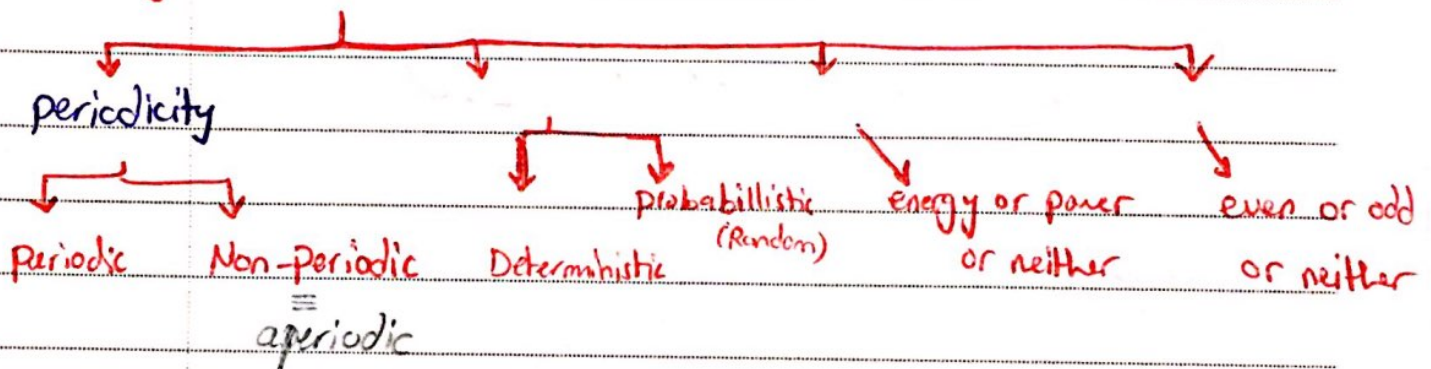 periodicity
probabillistic energy or power even or odd
(Random)
Periodic Non-Periodic Deterministic or neither or neither
≡
aperiodic